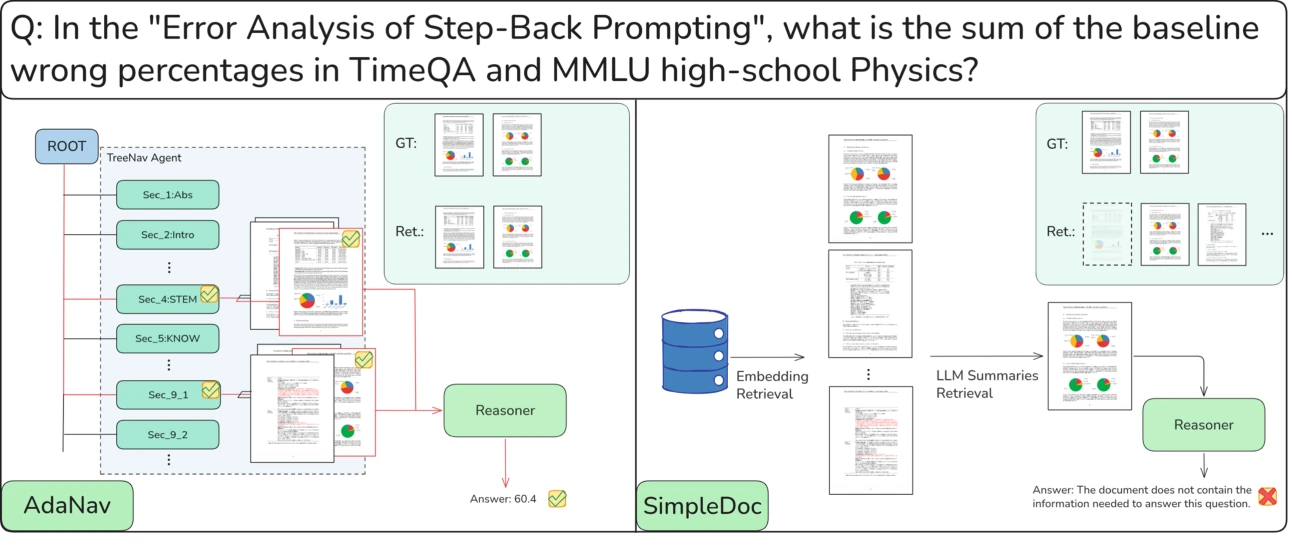 Q: In the "Error Analysis of Step-Back Prompting", what is the sum of the baseline
wrong percentages in TimeQA and MMLU high-school Physics?
ROOT
TreeNav Agent
Sec_1:Abs
Sec_2:Intro
⋮
Sec_4:STEM
Sec_5:KNOW
⋮
Sec_9_1
Sec_9_2
⋮
GT:
Ret.:
Reasoner
Answer: 60.4
AdaNav
Embedding
Retrieval
⋮
LLM Summaries
Retrieval
GT:
Ret.:
...
Reasoner
Answer: The document does not contain the
information needed to answer this question.
SimpleDoc